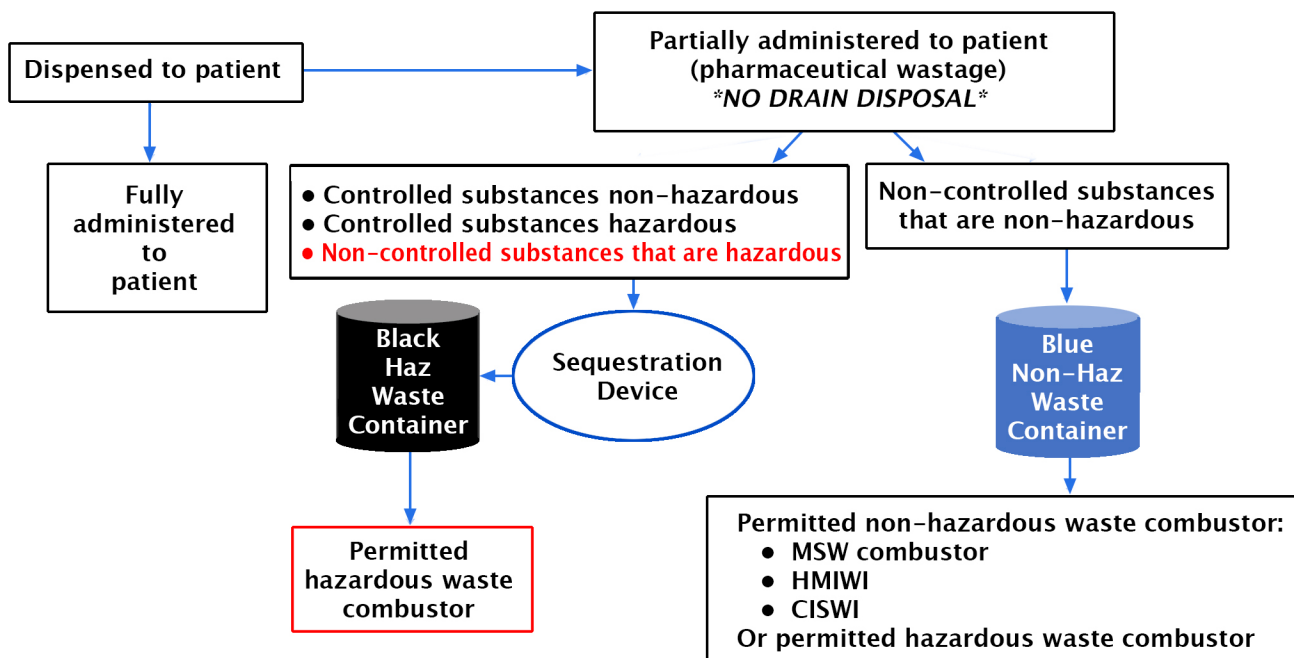 Dispensed to patient
Partially administered to patient
(pharmaceutical wastage)
*NO DRAIN DISPOSAL*
Fully
administered
to
patient
● Controlled substances non-hazardous
● Controlled substances hazardous
● Non-controlled substances that are hazardous
Non-controlled substances
that are non-hazardous
Black
Haz
Waste
Container
Sequestration
Device
Blue
Non-Haz
Waste
Container
Permitted
hazardous waste
combustor
Permitted non-hazardous waste combustor:
● MSW combustor
● HMIWI
● CISWI
Or permitted hazardous waste combustor